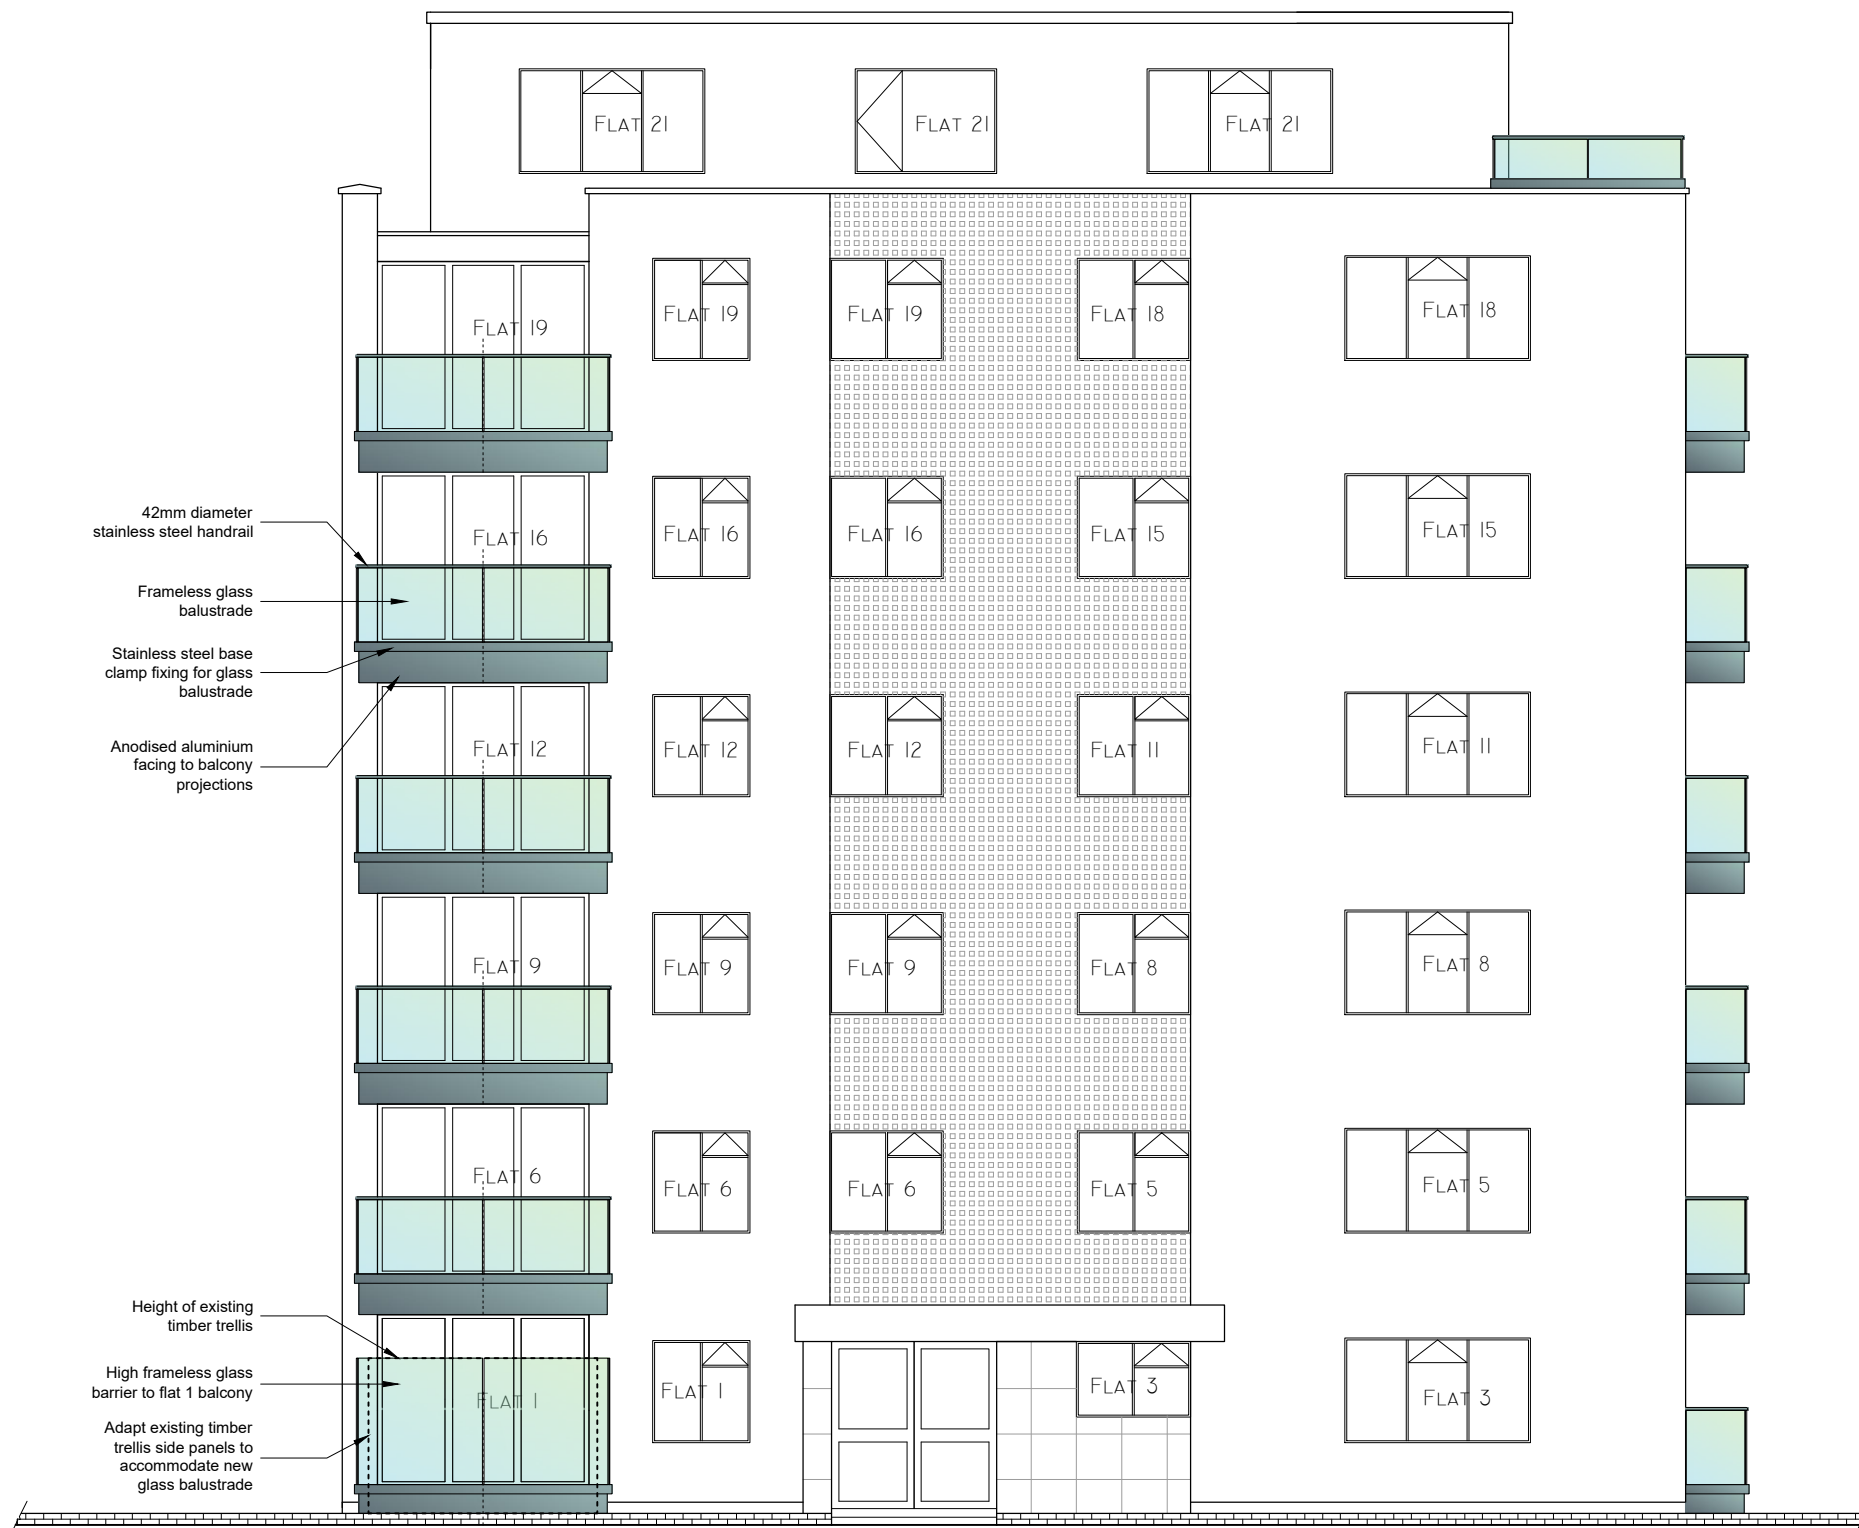 FLAT 21
FLAT 21
FLAT 21
FLAT 19
FLAT 19
FLAT 19
FLAT 18
FLAT 18
42mm diameter
stainless steel handrail
FLAT 16
FLAT 16
FLAT 16
FLAT 15
FLAT 15
Frameless glass
balustrade
Stainless steel base
clamp fixing for glass
balustrade
Anodised aluminium
facing to balcony
projections
FLAT 12
FLAT 12
FLAT 12
FLAT 11
FLAT 11
FLAT 9
FLAT 9
FLAT 9
FLAT 8
FLAT 8
FLAT 6
FLAT 6
FLAT 6
FLAT 5
FLAT 5
Height of existing
timber trellis
High frameless glass
barrier to flat 1 balcony
Adapt existing timber
trellis side panels to
accommodate new
glass balustrade
FLAT 1
FLAT 1
FLAT 3
FLAT 3